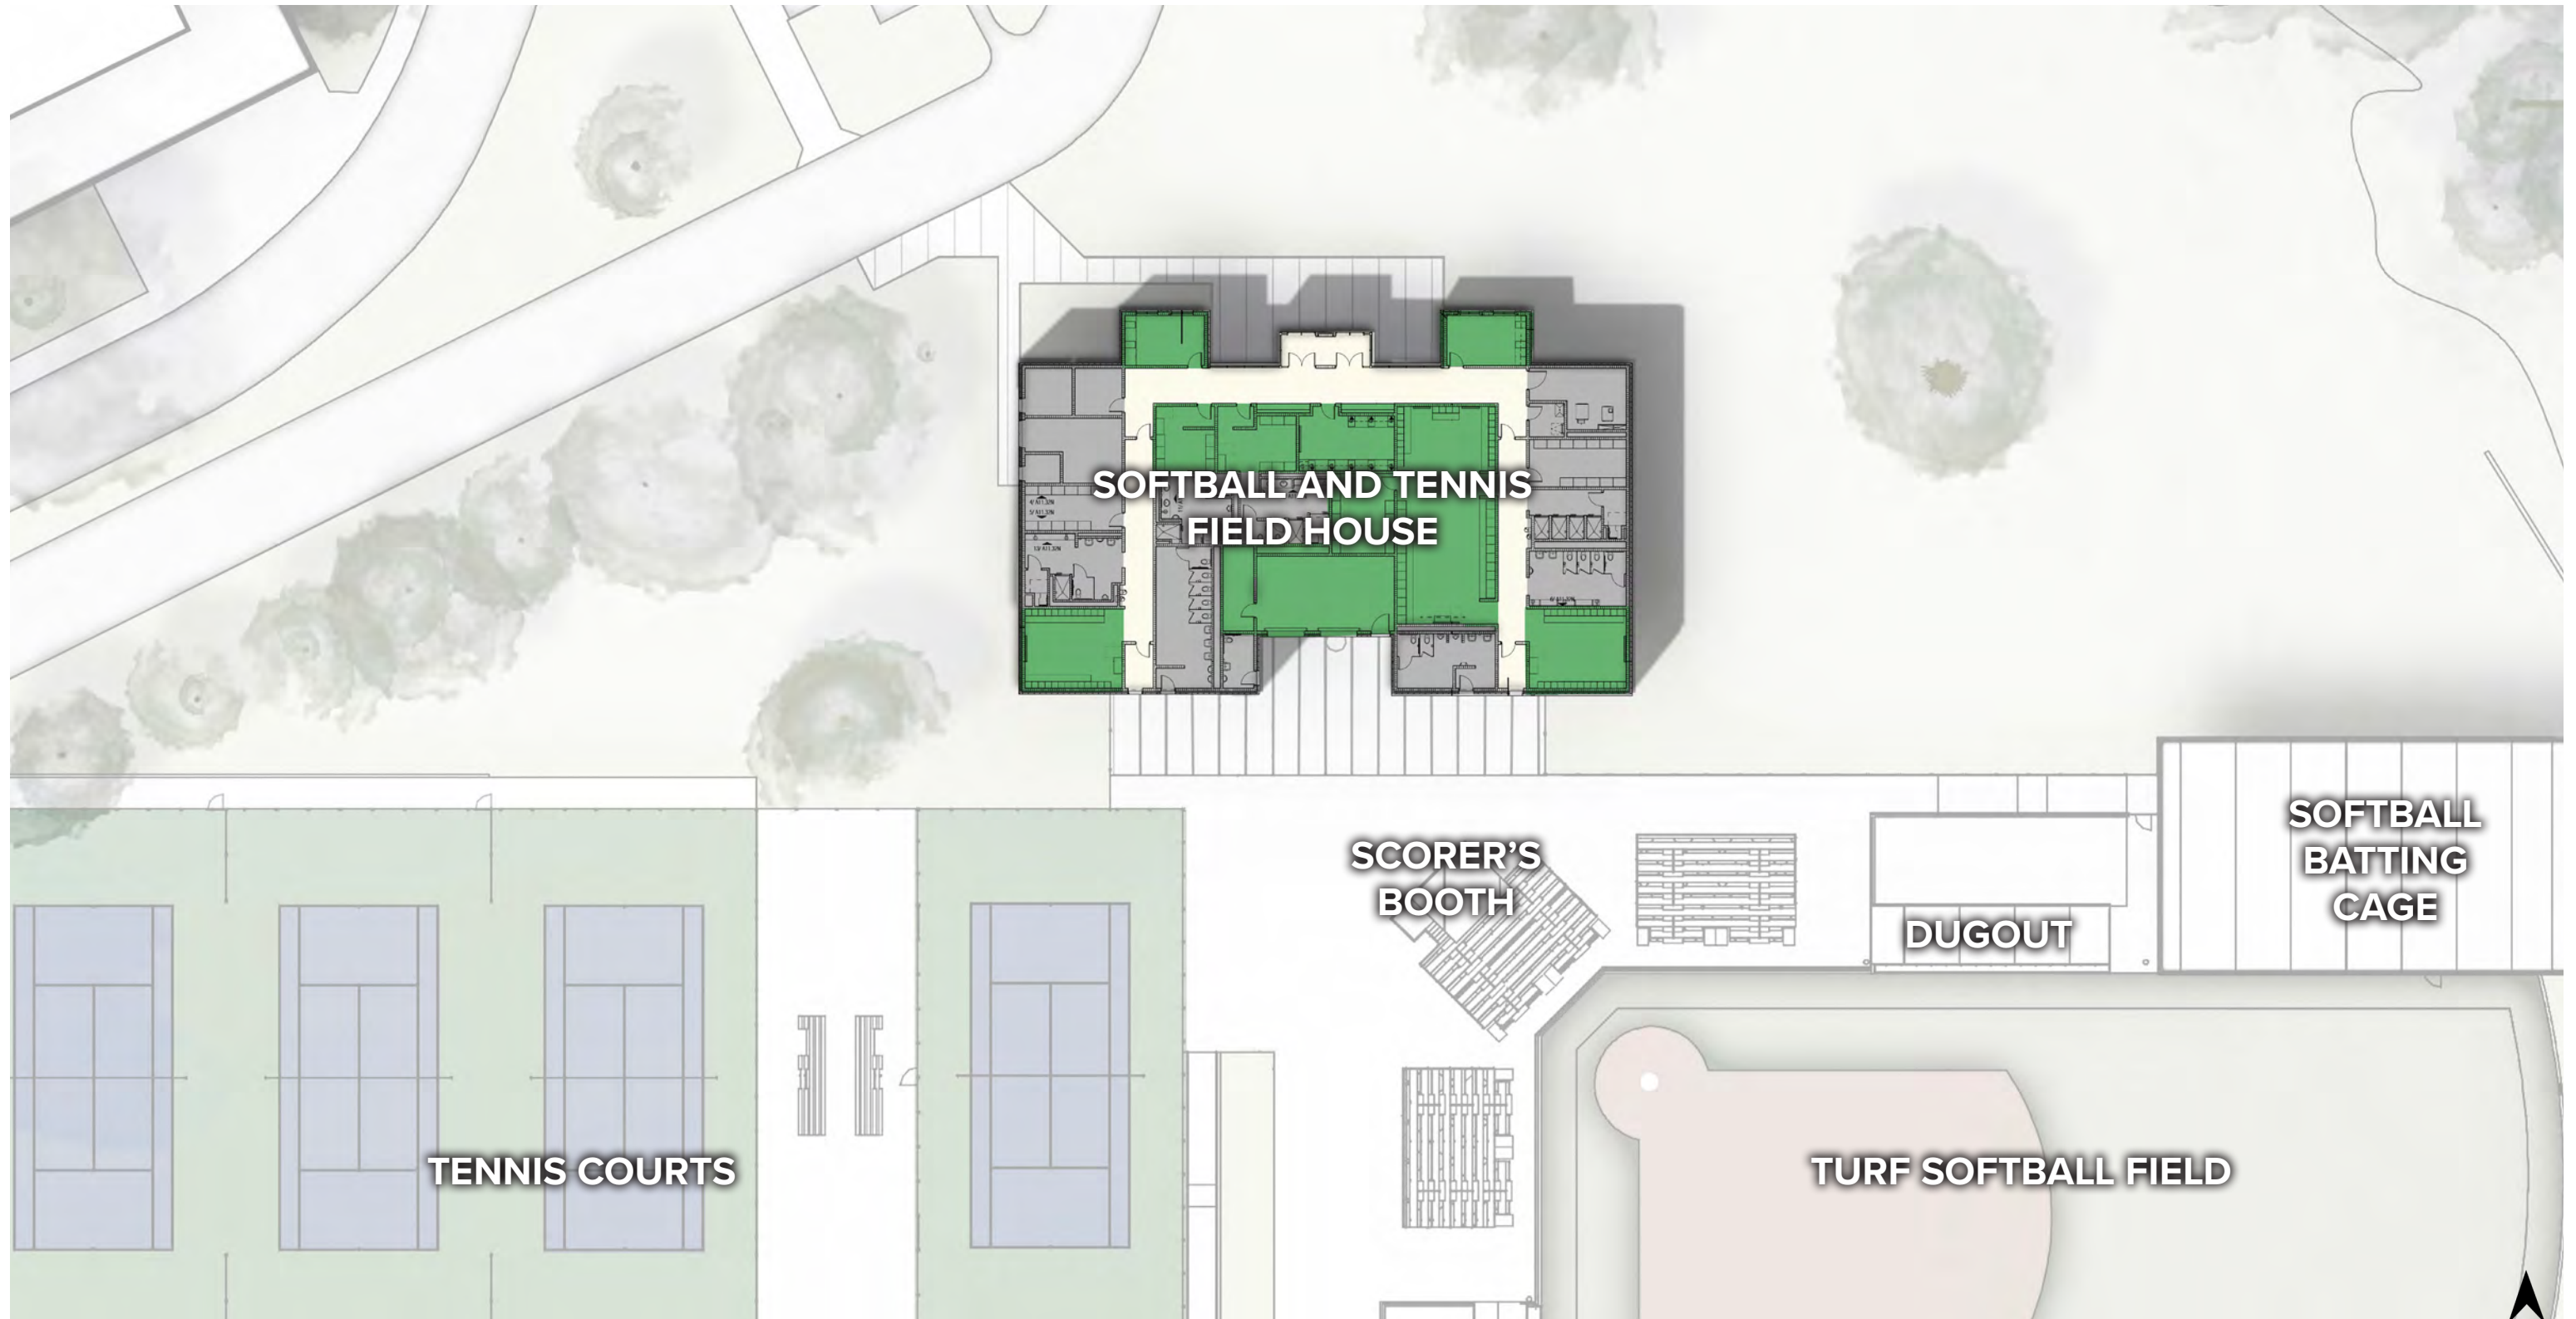 SOFTBALL AND TENNIS
FIELD HOUSE
SOFTBALL
BATTING
CAGE
SCORER’S
BOOTH
DUGOUT
TENNIS COURTS
TURF SOFTBALL FIELD